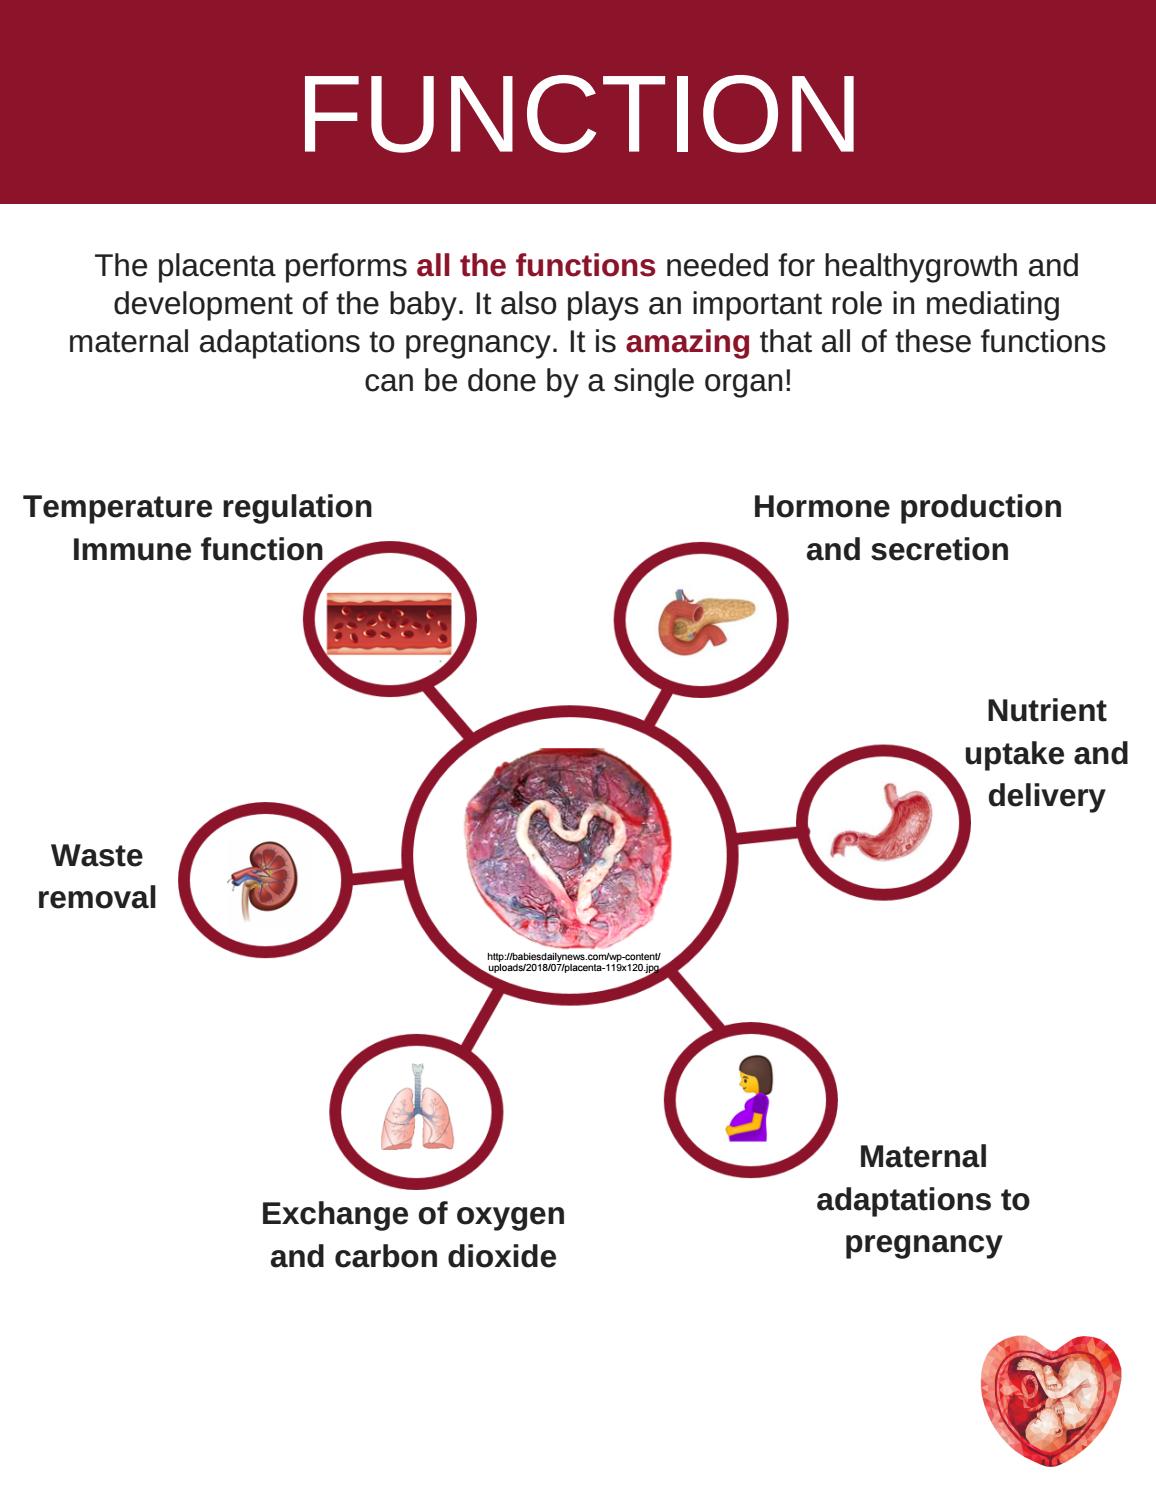 FUNCTION
The placenta performs all the functions needed for healthygrowth and
development of the baby. It also plays an important role in mediating
maternal adaptations to pregnancy. It is amazing that all of these functions
can be done by a single organ!
Temperature regulation
Immune function
Hormone production
and secretion
Nutrient
uptake and
delivery
Waste
removal
http://babiesdailynews.com/wp-content/
uploads/2018/07/placenta-119x120.jpg
Exchange of oxygen
and carbon dioxide
Maternal
adaptations to
pregnancy